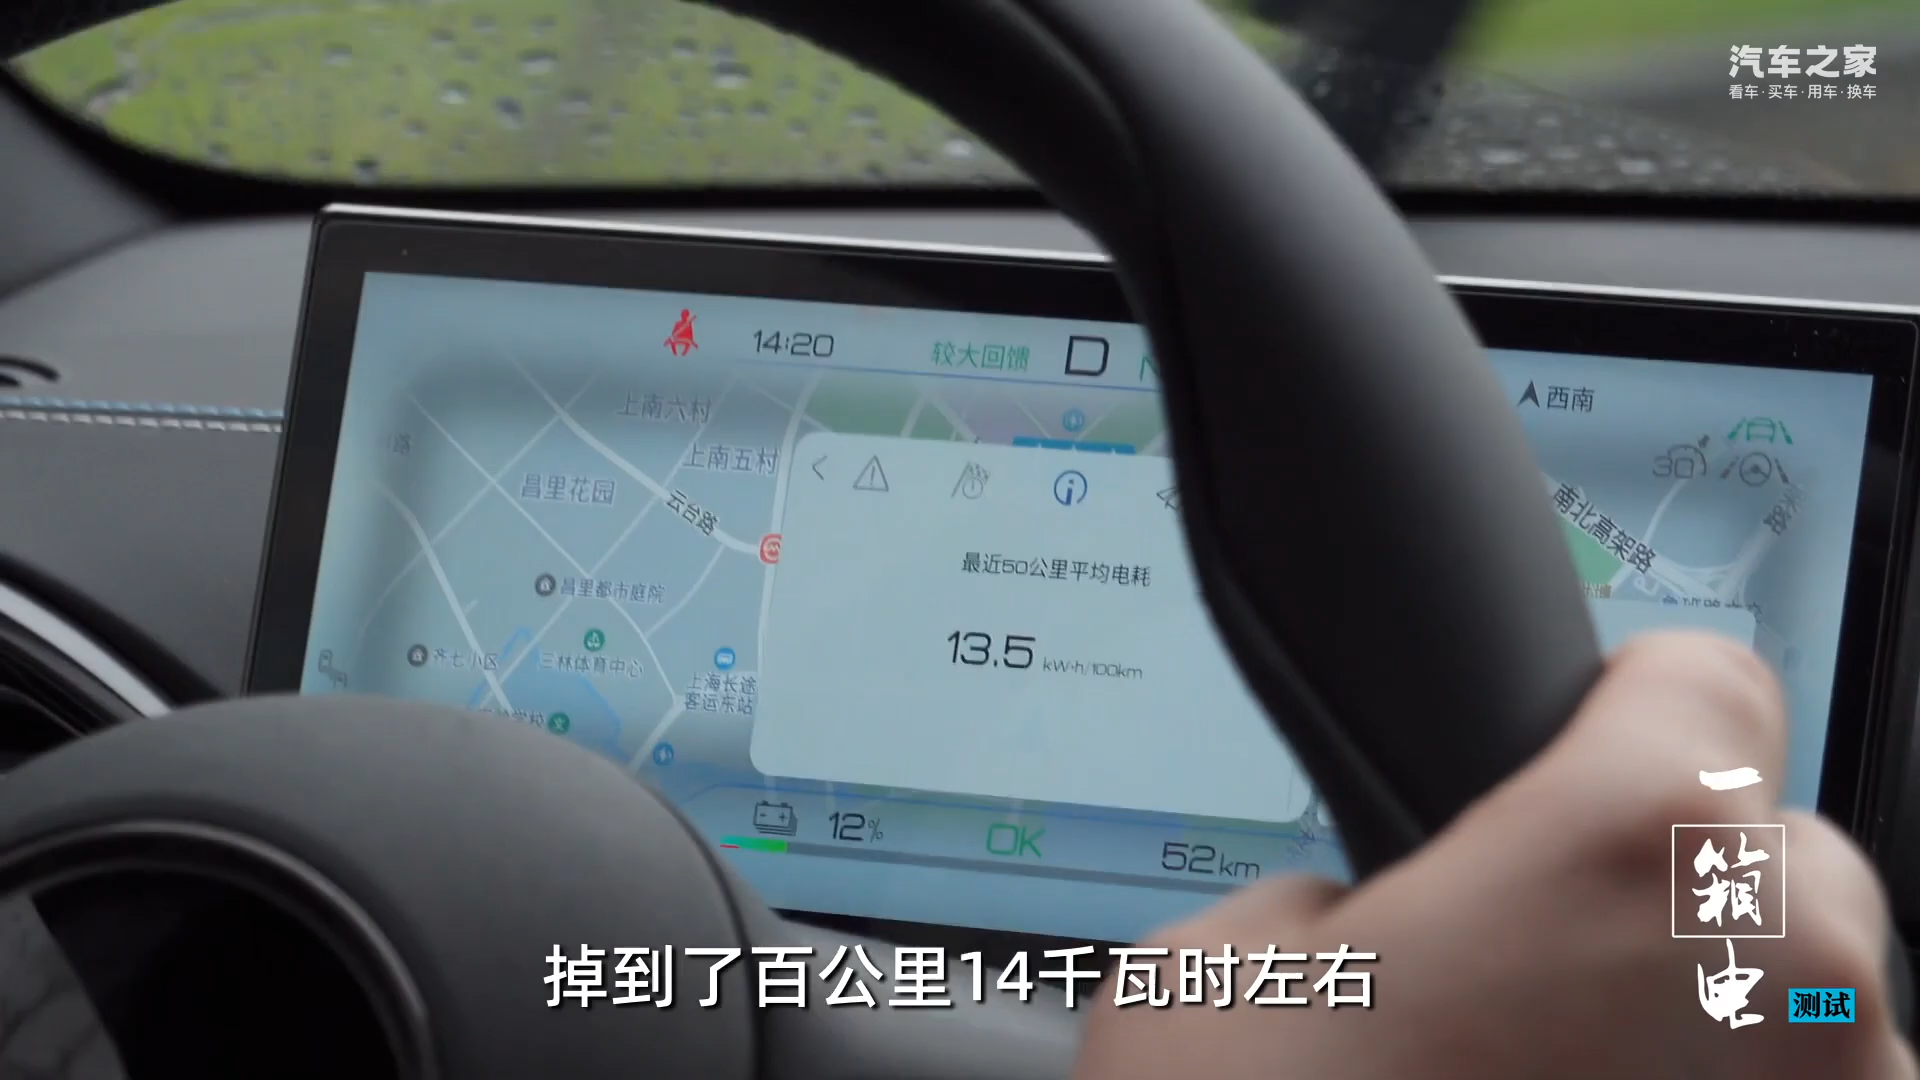 汽车之家
看车·买车·用车·换车
14:20
较大回馈
D
西南
上南六村
上南五村
昌里花园
云台路
30
南北高架路
路
最近50公里平均电耗
13.5 kW·h/100km
昌里都市庭院
齐七小区
三林体育中心
上海长途
客运东站
学校
12%
OK
52km
掉到了百公里14千瓦时左右
一
箱
电
测试